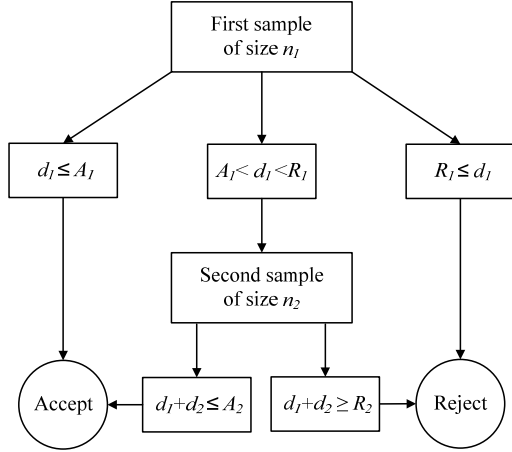 First sample
of size n₁
d₁ ≤ A₁
A₁< d₁ <R₁
R₁ ≤ d₁
Second sample
of size n₂
Accept
d₁+d₂ ≤ A₂
d₁+d₂ ≥ R₂
Reject